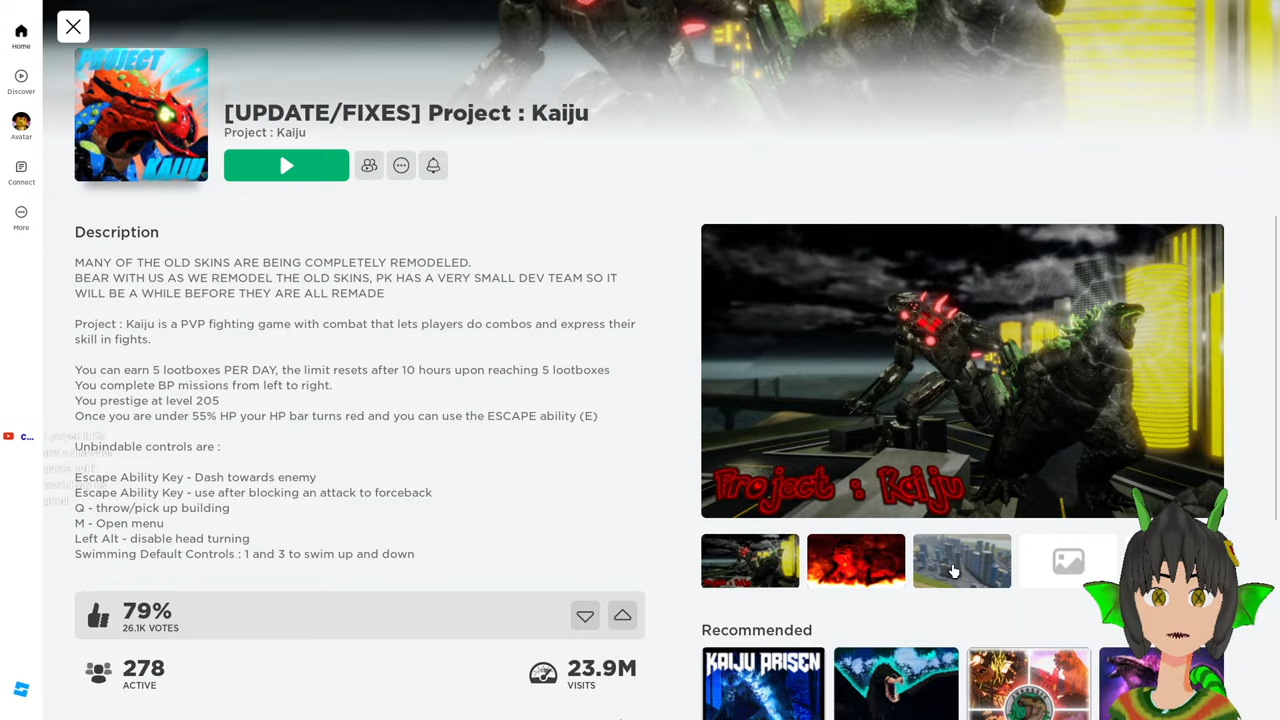 Home
Discover
Avatar
Connect
More
PROJECT
KAIJU
[UPDATE/FIXES] Project : Kaiju
Project : Kaiju
Description
MANY OF THE OLD SKINS ARE BEING COMPLETELY REMODELED.
BEAR WITH US AS WE REMODEL THE OLD SKINS, PK HAS A VERY SMALL DEV TEAM SO IT
WILL BE A WHILE BEFORE THEY ARE ALL REMADE
Project : Kaiju is a PVP fighting game with combat that lets players do combos and express their
skill in fights.
You can earn 5 lootboxes PER DAY, the limit resets after 10 hours upon reaching 5 lootboxes
You complete BP missions from left to right.
You prestige at level 205
Once you are under 55% HP your HP bar turns red and you can use the ESCAPE ability (E)
Unbindable controls are :
Escape Ability Key - Dash towards enemy
Escape Ability Key - use after blocking an attack to forceback
Q - throw/pick up building
M - Open menu
Left Alt - disable head turning
Swimming Default Controls : 1 and 3 to swim up and down
c...
79%
26.1K VOTES
278
ACTIVE
23.9M
VISITS
Project : Kaiju
Recommended
KAIJU ARISEN